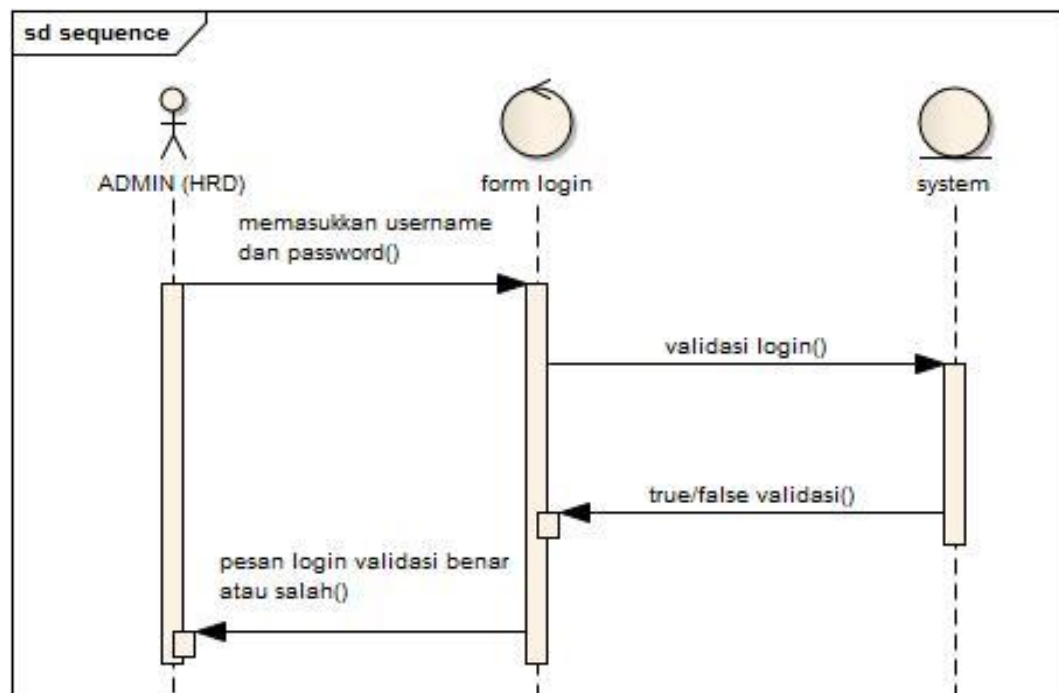 sd sequence
ADMIN (HRD)
form login
system
memasukkan username
dan password()
validasi login()
true/false validasi()
pesan login validasi benar
atau salah()